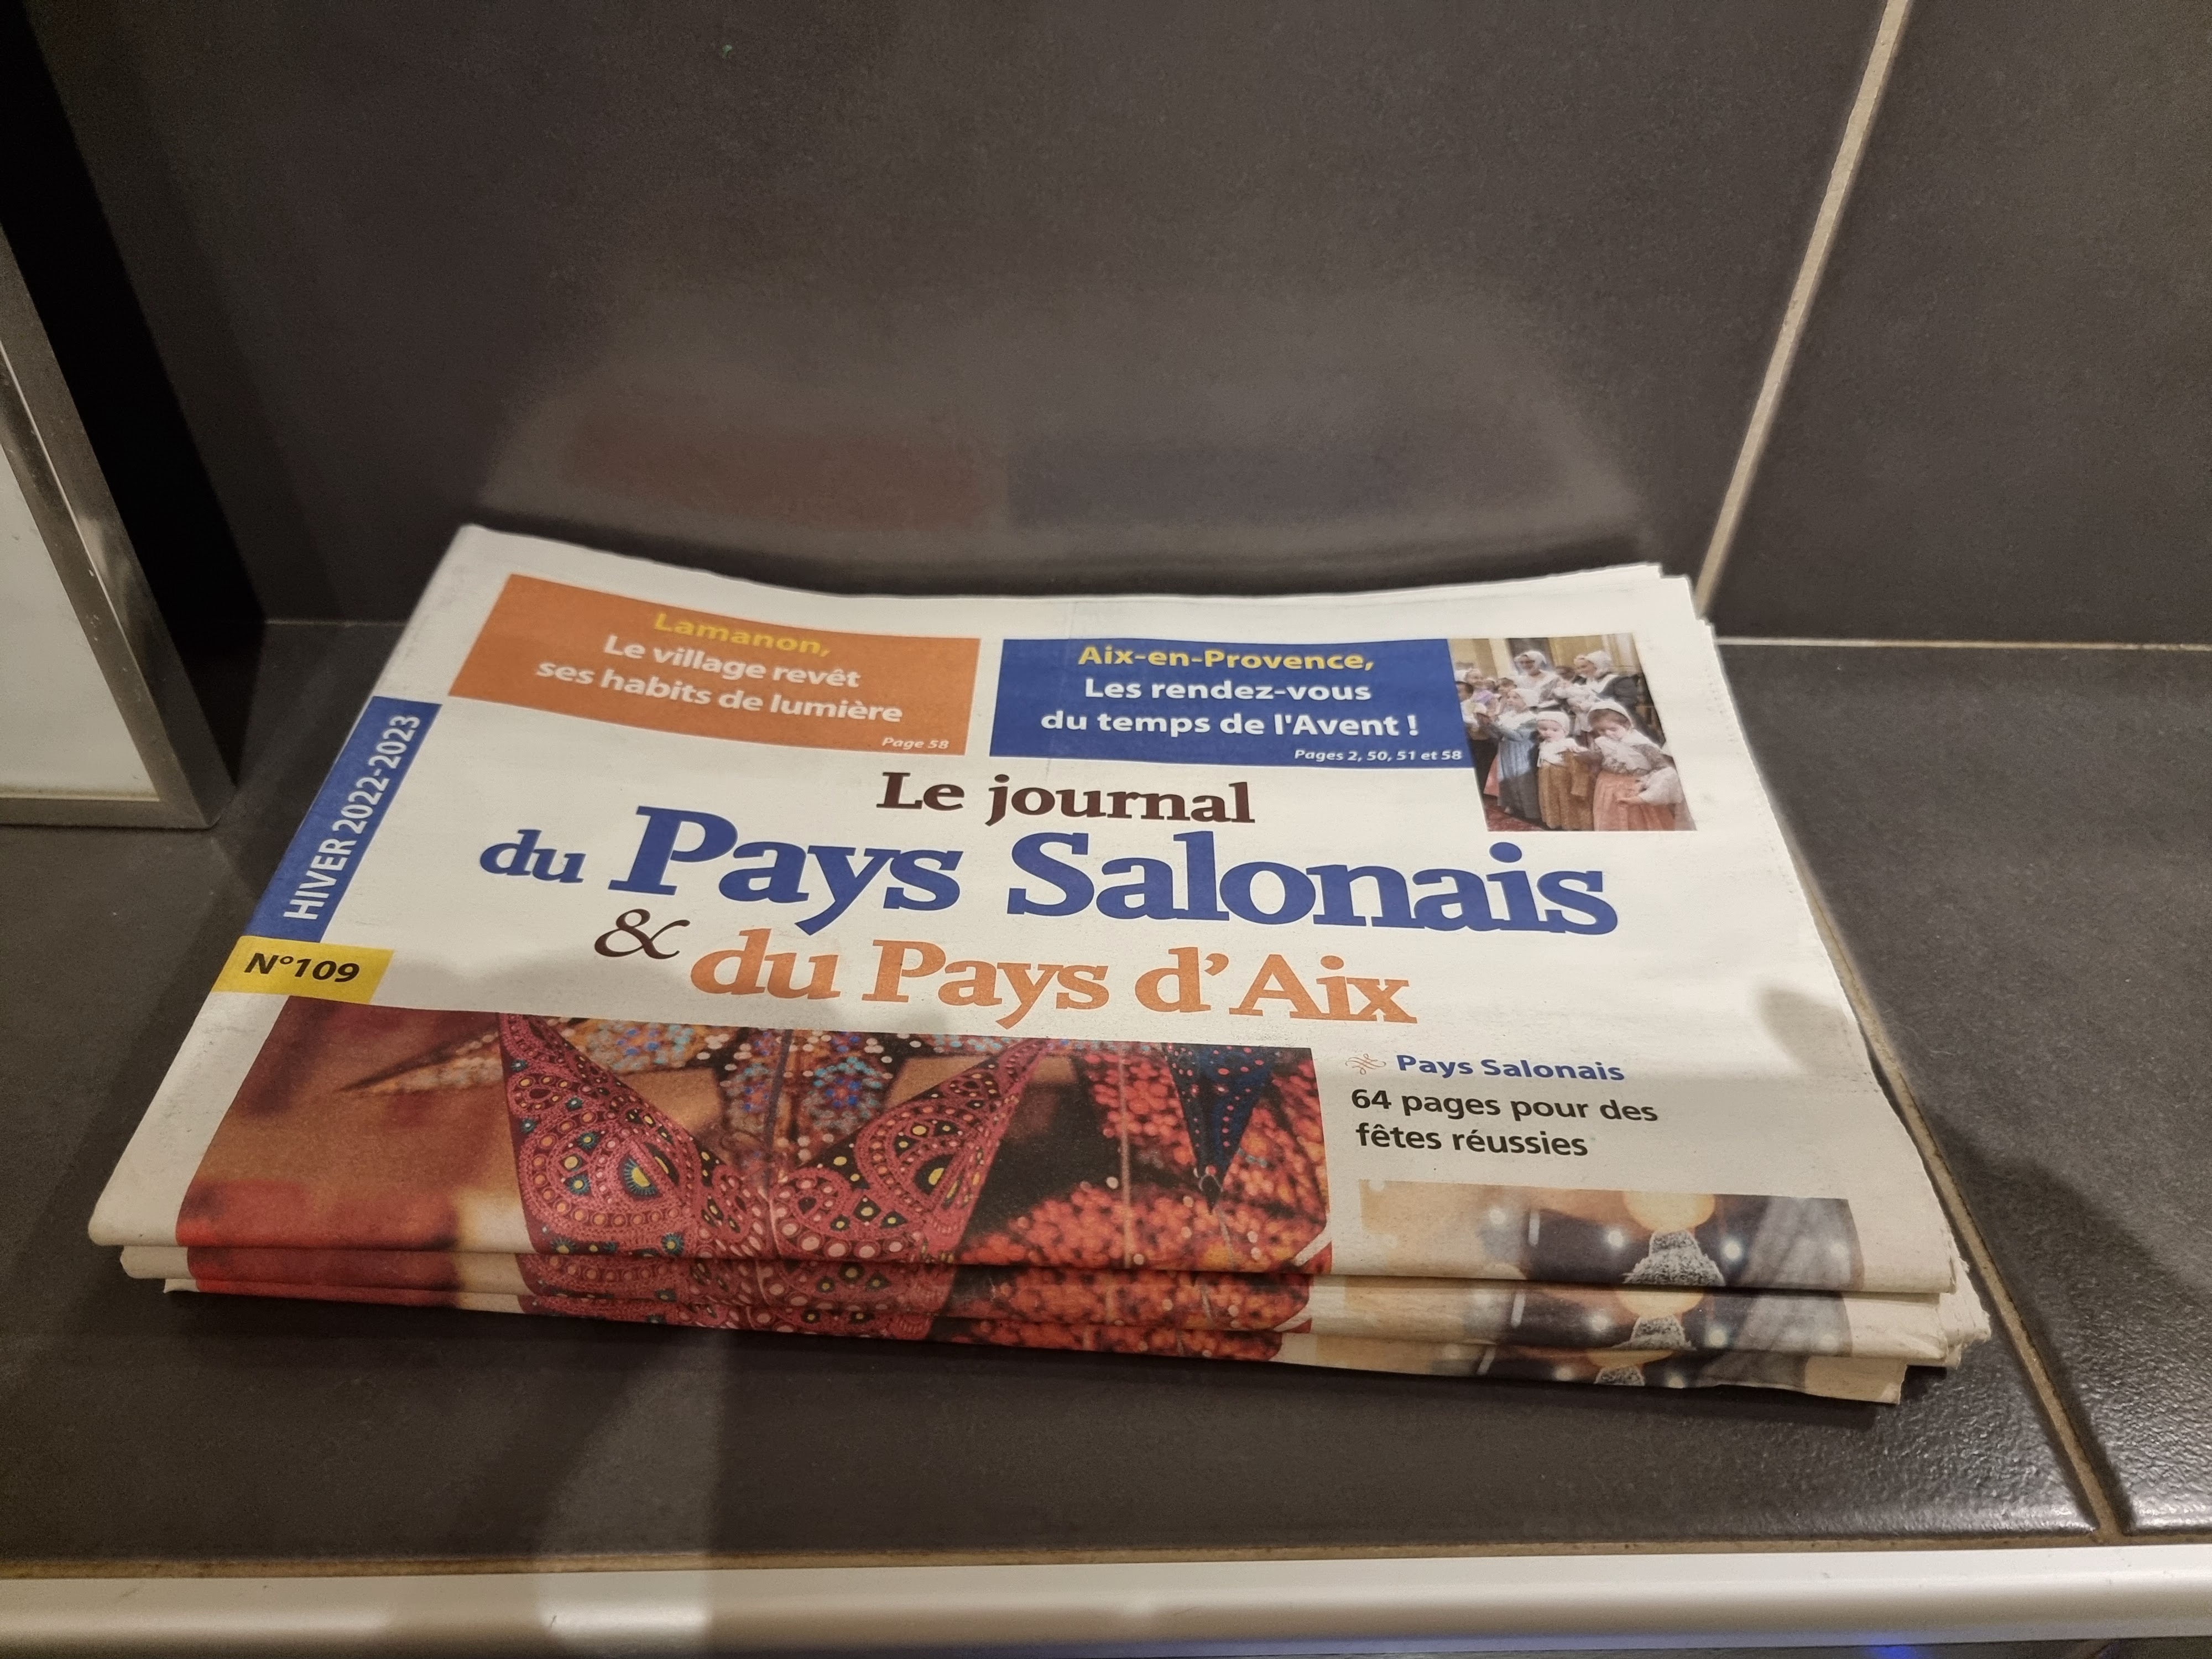 Lamanon,
Le village revêt
ses habits de lumière
Page 58
Aix-en-Provence,
Les rendez-vous
du temps de l'Avent !
Pages 2, 50, 51 et 58
HIVER 2022-2023
N°109
Le journal
du Pays Salonais
& du Pays d'Aix
Pays Salonais
64 pages pour des
fêtes réussies